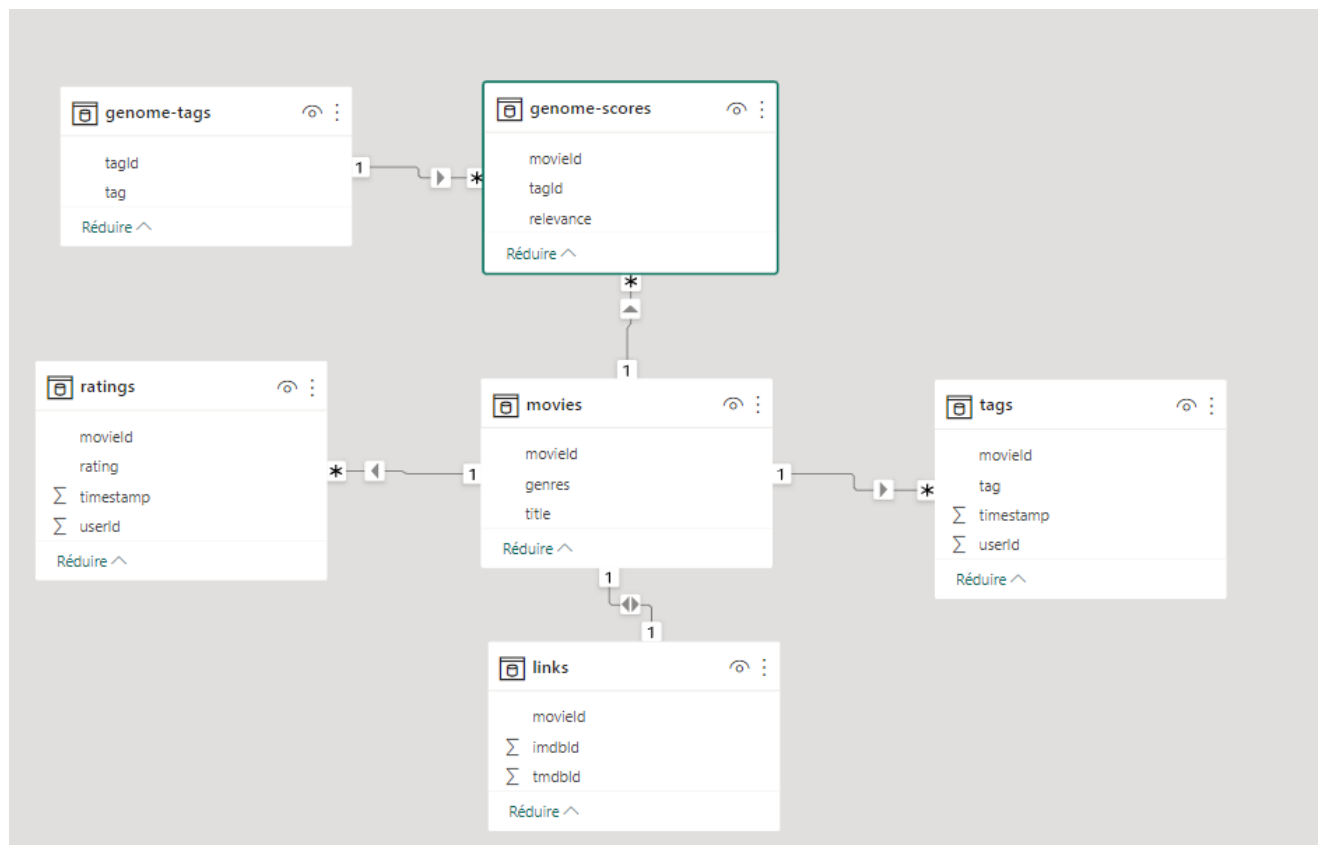 genome-tags
tagId
tag
Réduire
genome-scores
movieId
tagId
relevance
Réduire
1
*
*
1
ratings
movieId
rating
timestamp
userId
Réduire
movies
movieId
genres
title
Réduire
tags
movieId
tag
timestamp
userId
Réduire
*
1
1
*
1
1
links
movieId
imdbId
tmdbId
Réduire